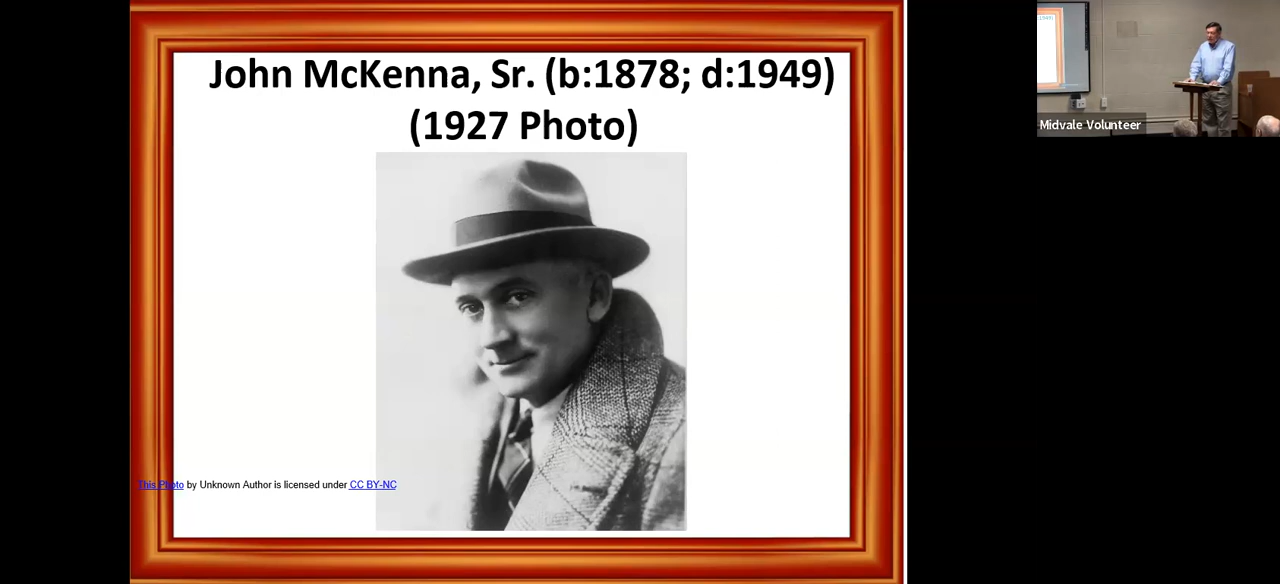 John McKenna, Sr. (b:1878; d:1949)
(1927 Photo)
This Photo by Unknown Author is licensed under CC BY-NC
Midvale Volunteer